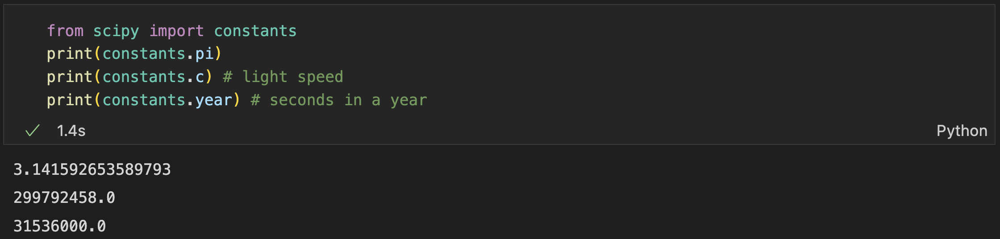 from scipy import constants
print(constants.pi)
print(constants.c) # light speed
print(constants.year) # seconds in a year
1.4s
Python
3.141592653589793
299792458.0
31536000.0